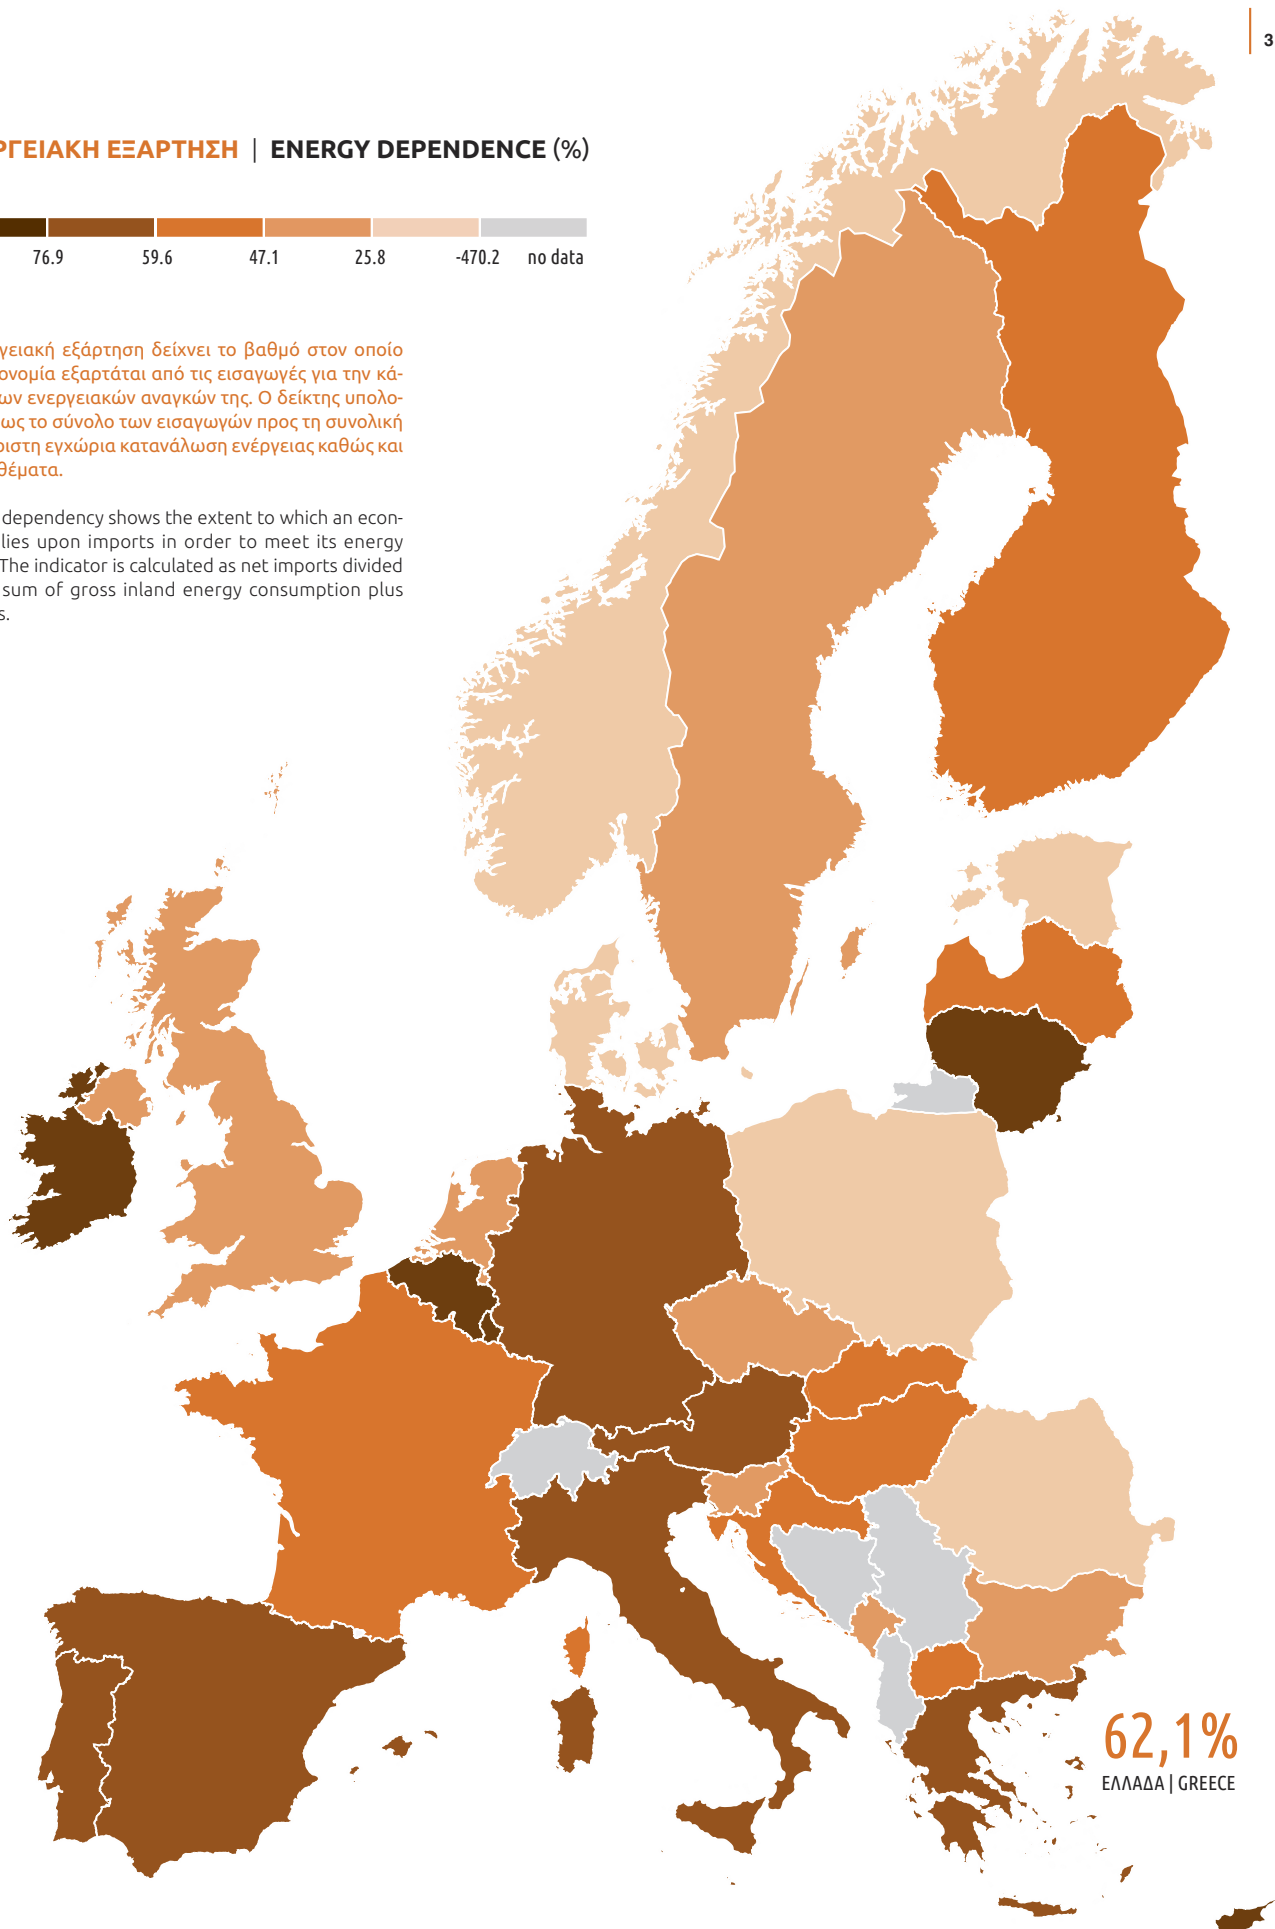 3
ΡΓΕΙΑΚΗ ΕΞΑΡΤΗΣΗ | ENERGY DEPENDENCE (%)
76.9 59.6 47.1 25.8 -470.2 no data
γειακή εξάρτηση δείχνει το βαθμό στον οποίο
ονομία εξαρτάται από τις εισαγωγές για την κά-
ων ενεργειακών αναγκών της. Ο δείκτης υπολο-
ως το σύνολο των εισαγωγών προς τη συνολική
ριστη εγχώρια κατανάλωση ενέργειας καθώς και
θέματα.
dependency shows the extent to which an econ-
lies upon imports in order to meet its energy
The indicator is calculated as net imports divided
sum of gross inland energy consumption plus
s.
62,1%
ΕΛΛΑΔΑ | GREECE